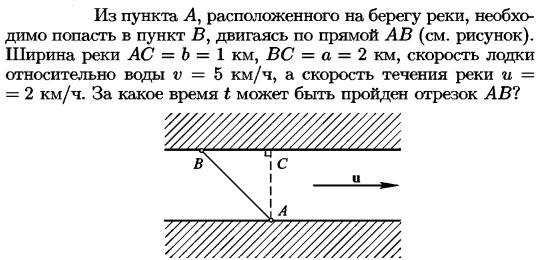 Из пункта A, расположенного на берегу реки, необхо-
димо попасть в пункт B, двигаясь по прямой AB (см. рисунок).
Ширина реки AC = b = 1 км, BC = a = 2 км, скорость лодки
относительно воды v = 5 км/ч, а скорость течения реки u =
= 2 км/ч. За какое время t может быть пройден отрезок AB?
B
C
u
A